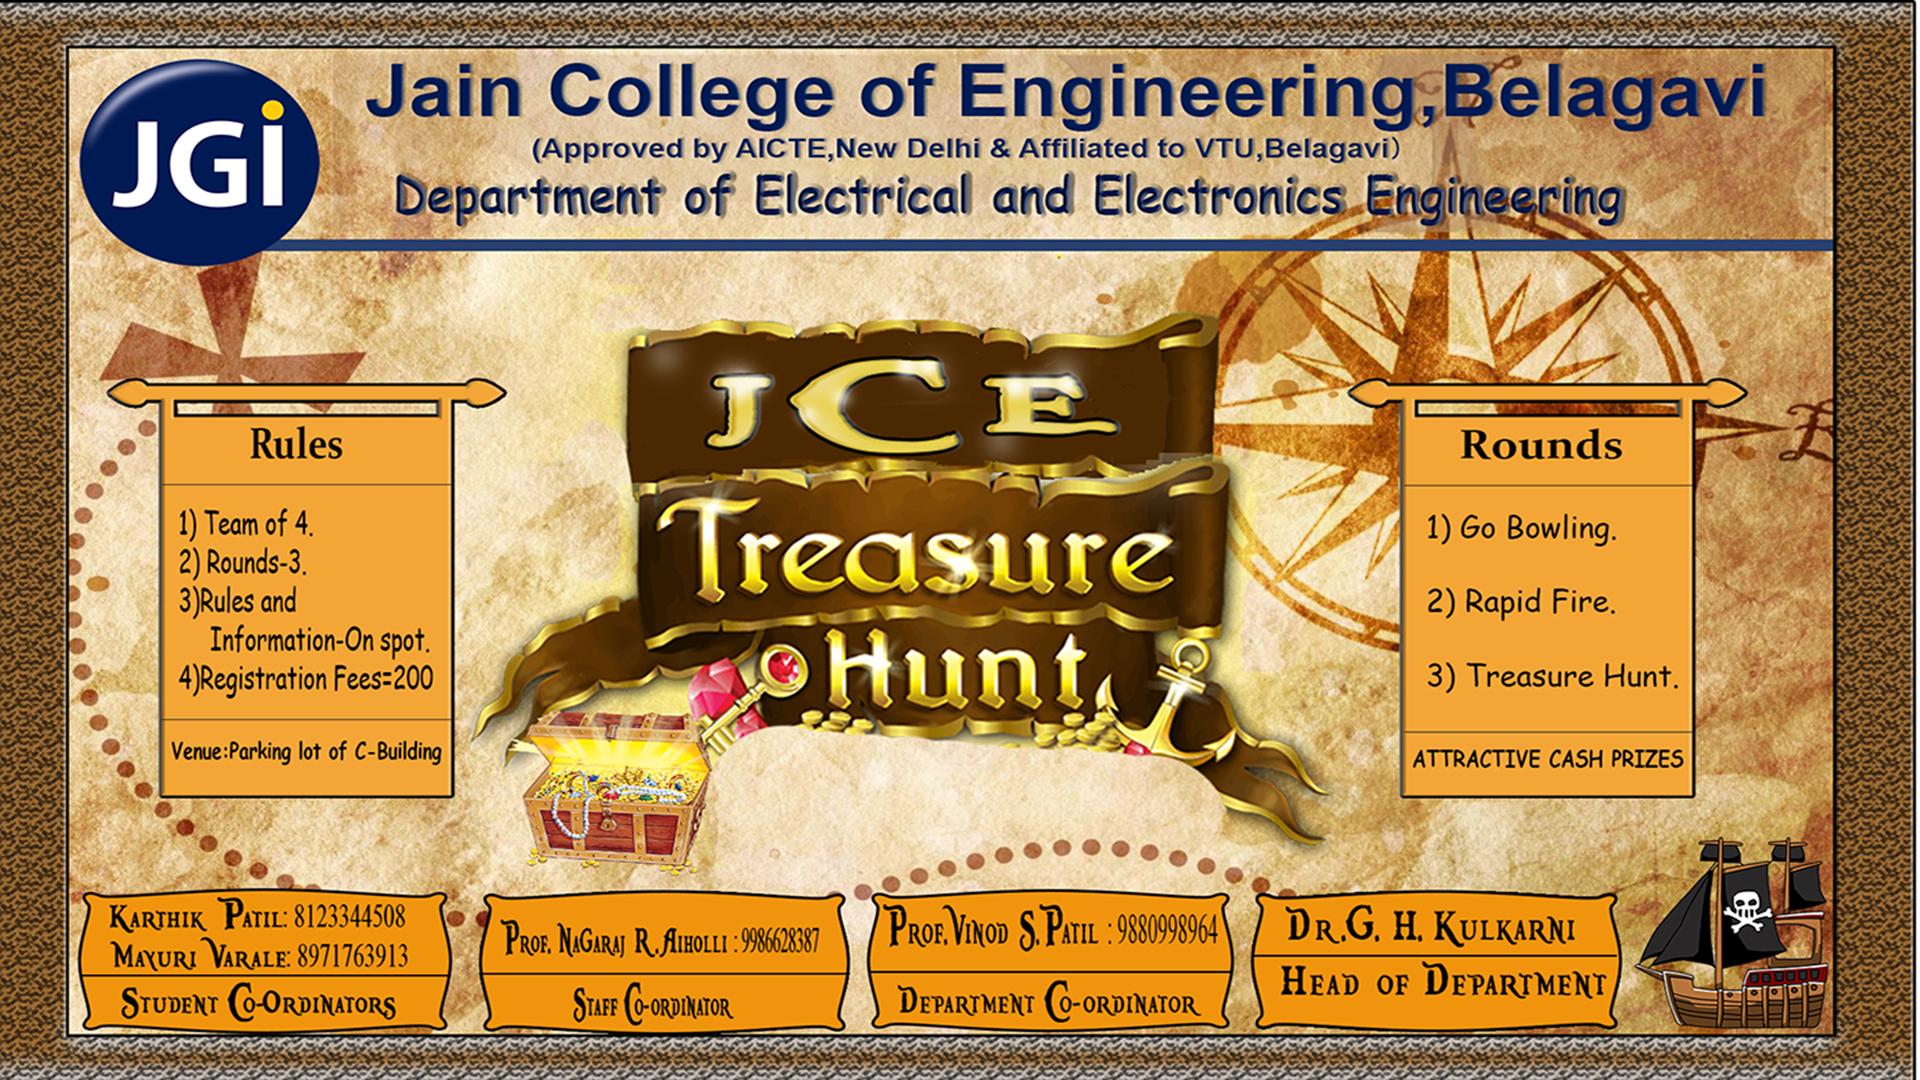 JGi
Jain College of Engineering,Belagavi
(Approved by AICTE,New Delhi & Affiliated to VTU,Belagavi)
Department of Electrical and Electronics Engineering
JCE
Treasure
Hunt
Rules
1) Team of 4.
2) Rounds-3.
3)Rules and
Information-On spot.
4)Registration Fees=200
Venue:Parking lot of C-Building
Rounds
1) Go Bowling.
2) Rapid Fire.
3) Treasure Hunt.
ATTRACTIVE CASH PRIZES
Karthik Patil: 8123344508
Mayuri Varale: 8971763913
Student Co-Ordinators
Prof. NaGaraj R.Aiholli : 9986628387
Staff Co-ordinator
Prof.Vinod S.Patil : 9880998964
Department Co-ordinator
Dr.G. H. Kulkarni
Head of Department